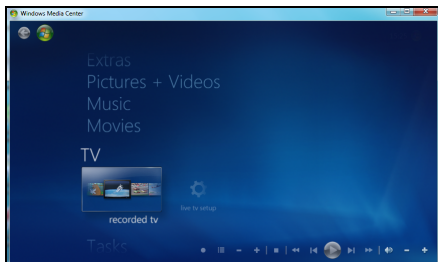 Windows Media Center
Extras
Pictures + Videos
Music
Movies
TV
recorded tv
live tv setup
Tasks